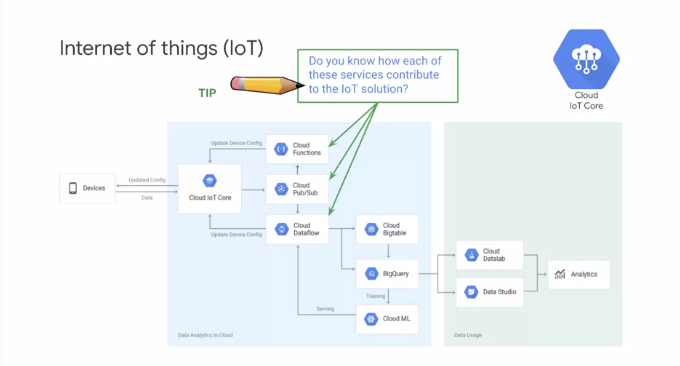 Internet of things (IoT)
TIP
Do you know how each of
these services contribute
to the IoT solution?
Cloud
IoT Core
Devices
Updated Config
Data
Update Device Config
Cloud IoT Core
Update Device Config
Cloud
Functions
Cloud
Pub/Sub
Cloud
Dataflow
Cloud
Bigtable
BigQuery
Training
Serving
Cloud ML
Data Analytics in Cloud
Cloud
Datalab
Data Studio
Analytics
Data Usage